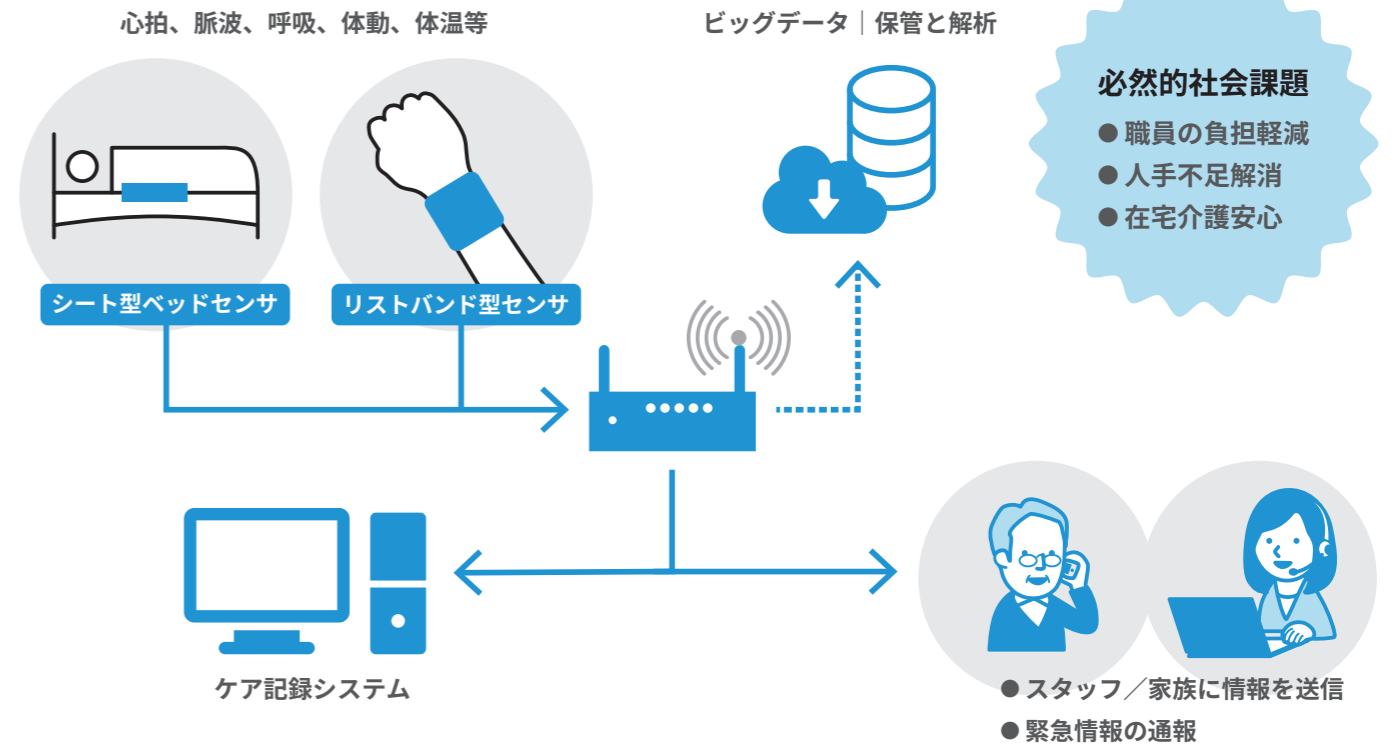 心拍、脈波、呼吸、体動、体温等
ビッグデータ｜保管と解析
必然的社会課題
● 職員の負担軽減
● 人手不足解消
● 在宅介護安心
シート型ベッドセンサ
リストバンド型センサ
ケア記録システム
● スタッフ／家族に情報を送信
● 緊急情報の通報